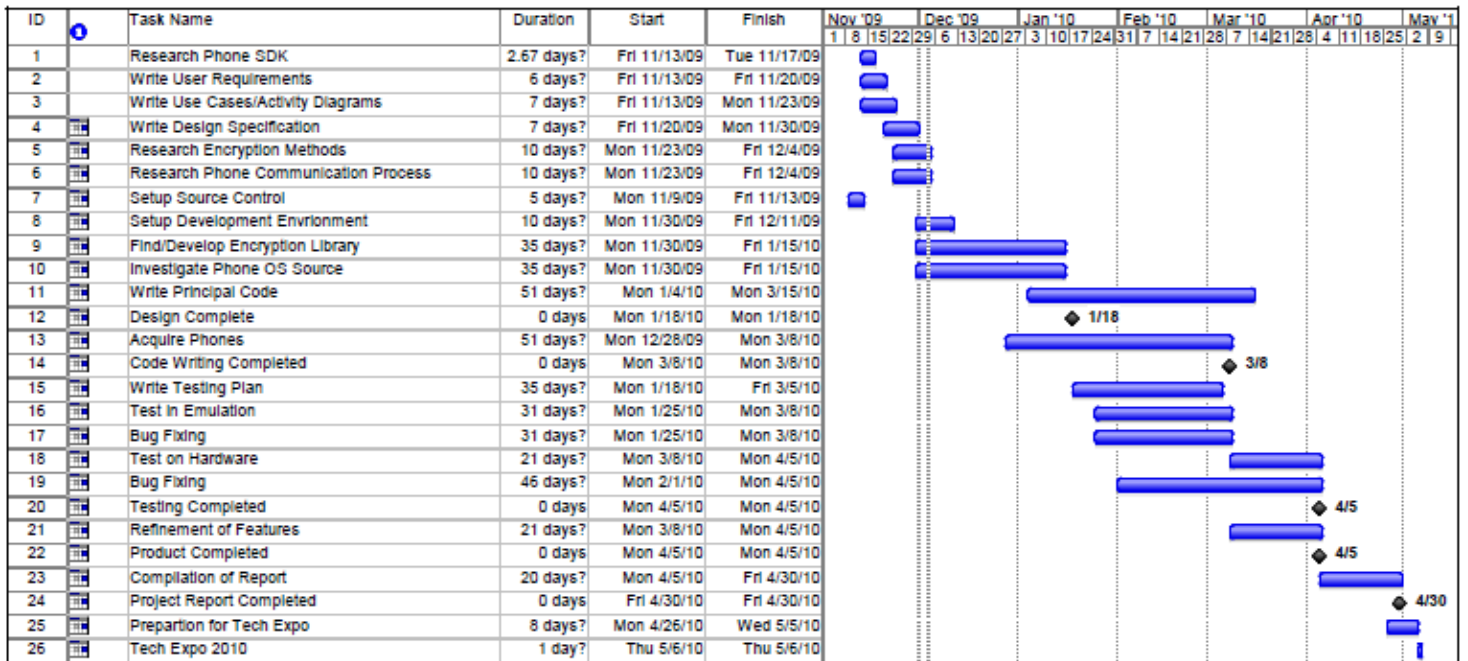 ID Task Name Duration Start Finish Nov '09 Dec '09 Jan '10 Feb '10 Mar '10 Apr '10 May '1
1 8 15 22 29 6 13 20 27 3 10 17 24 31 7 14 21 28 7 14 21 28 4 11 18 25 2 9
1 Research Phone SDK 2.67 days? Fri 11/13/09 Tue 11/17/09
2 Write User Requirements 6 days? Fri 11/13/09 Fri 11/20/09
3 Write Use Cases/Activity Diagrams 7 days? Fri 11/13/09 Mon 11/23/09
4 Write Design Specification 7 days? Fri 11/20/09 Mon 11/30/09
5 Research Encryption Methods 10 days? Mon 11/23/09 Fri 12/4/09
6 Research Phone Communication Process 10 days? Mon 11/23/09 Fri 12/4/09
7 Setup Source Control 5 days? Mon 11/9/09 Fri 11/13/09
8 Setup Development Envrionment 10 days? Mon 11/30/09 Fri 12/11/09
9 Find/Develop Encryption Library 35 days? Mon 11/30/09 Fri 1/15/10
10 Investigate Phone OS Source 35 days? Mon 11/30/09 Fri 1/15/10
11 Write Principal Code 51 days? Mon 1/4/10 Mon 3/15/10
12 Design Complete 0 days Mon 1/18/10 Mon 1/18/10 1/18
13 Acquire Phones 51 days? Mon 12/28/09 Mon 3/8/10
14 Code Writing Completed 0 days Mon 3/8/10 Mon 3/8/10 3/8
15 Write Testing Plan 35 days? Mon 1/18/10 Fri 3/5/10
16 Test in Emulation 31 days? Mon 1/25/10 Mon 3/8/10
17 Bug Fixing 31 days? Mon 1/25/10 Mon 3/8/10
18 Test on Hardware 21 days? Mon 3/8/10 Mon 4/5/10
19 Bug Fixing 46 days? Mon 2/1/10 Mon 4/5/10
20 Testing Completed 0 days Mon 4/5/10 Mon 4/5/10 4/5
21 Refinement of Features 21 days? Mon 3/8/10 Mon 4/5/10
22 Product Completed 0 days Mon 4/5/10 Mon 4/5/10 4/5
23 Compilation of Report 20 days? Mon 4/5/10 Fri 4/30/10
24 Project Report Completed 0 days Fri 4/30/10 Fri 4/30/10 4/30
25 Prepartion for Tech Expo 8 days? Mon 4/26/10 Wed 5/5/10
26 Tech Expo 2010 1 day? Thu 5/6/10 Thu 5/6/10